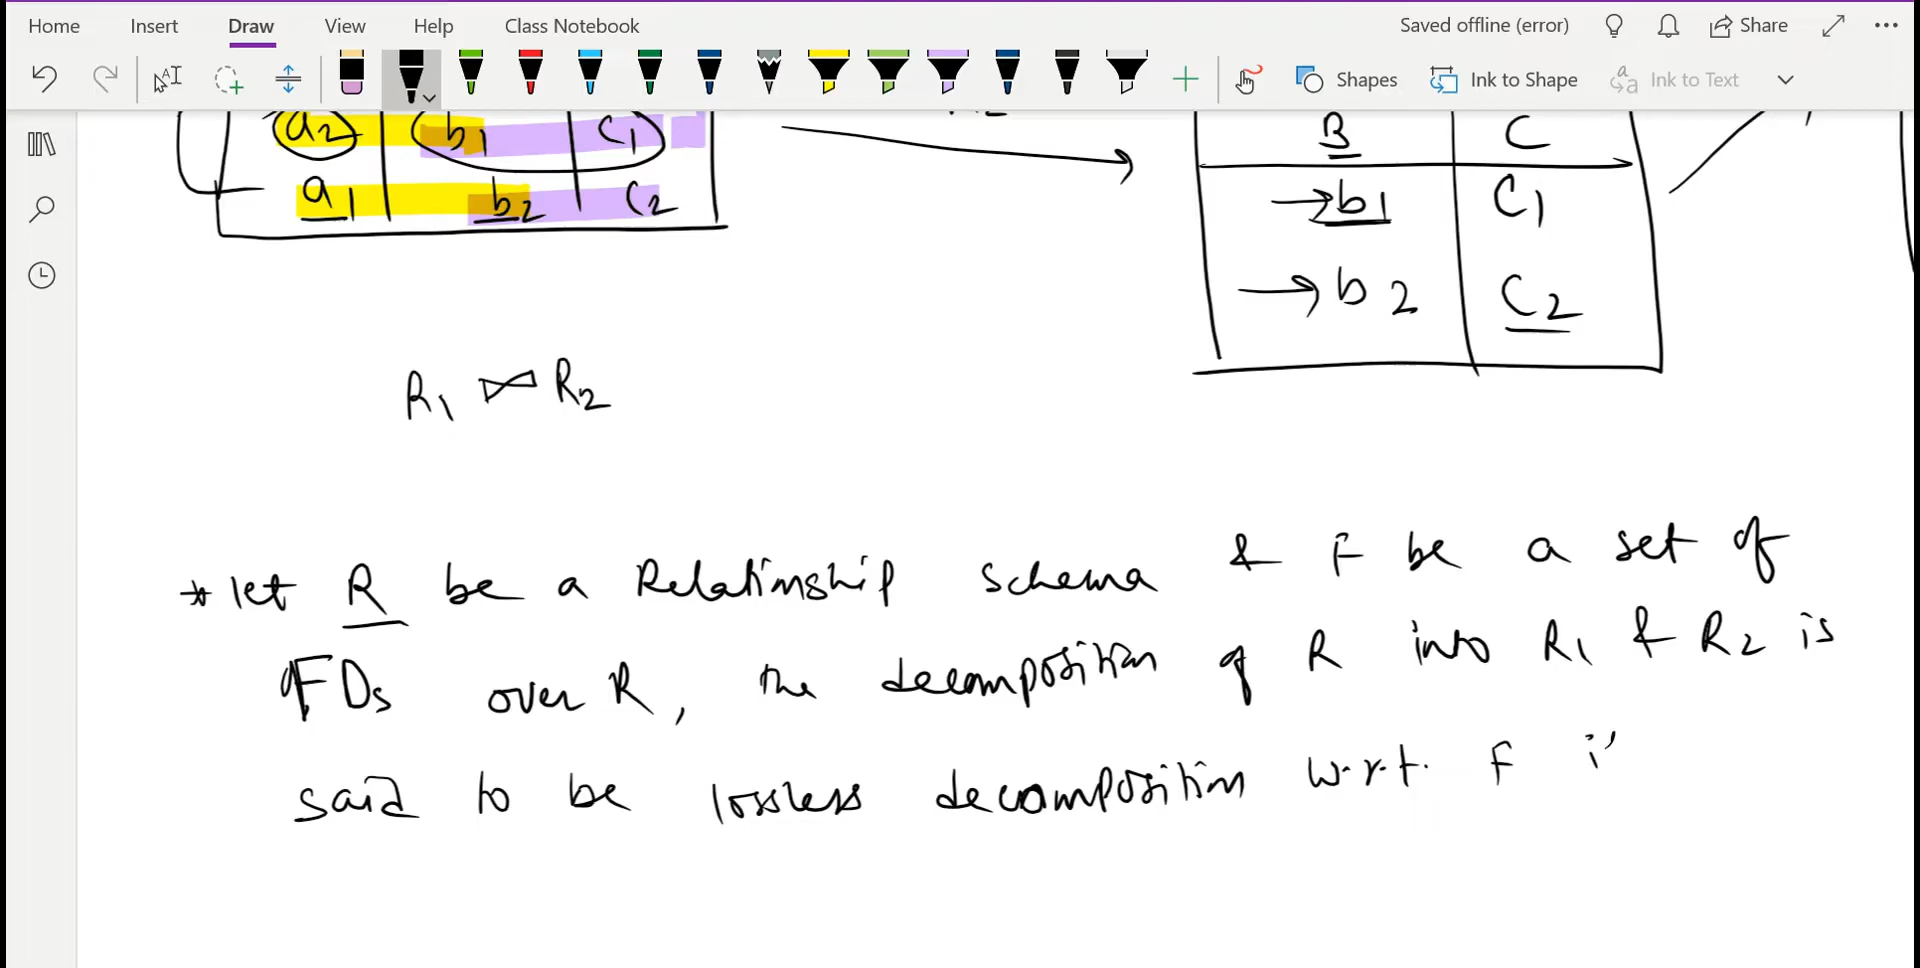 Home Insert Draw View Help Class Notebook Saved offline (error) Share
Ink to Shape Shapes Ink to Text
a2 b1 c1
a1 b2 c2
B C
b1 C1
b2 C2
R1 ⋈ R2
* let R be a Relationship schema & F be a set of
FDs over R, the decomposition of R into R1 & R2 is
said to be lossless decomposition w.r.t. F